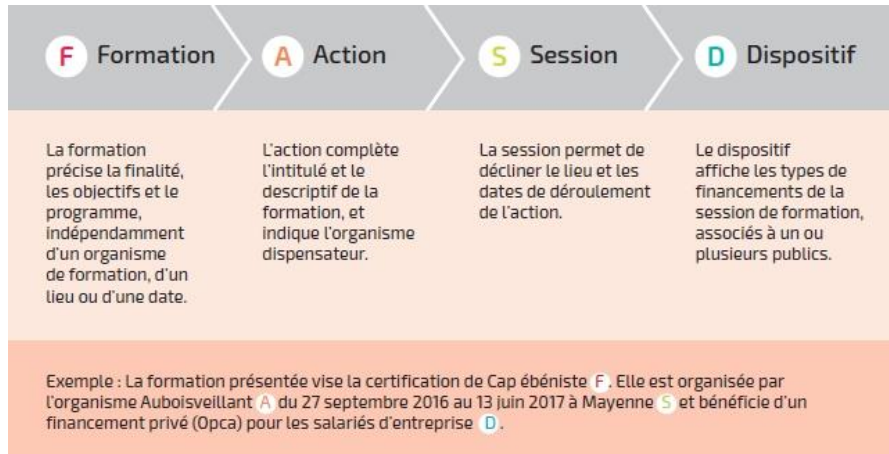 F Formation
A Action
S Session
D Dispositif
La formation
précise la finalité,
les objectifs et le
programme,
indépendamment
d'un organisme
de formation, d'un
lieu ou d'une date.
L'action complète
l'intitulé et le
descriptif de la
formation, et
indique l'organisme
dispensateur.
La session permet de
décliner le lieu et les
dates de déroulement
de l'action.
Le dispositif
affiche les types de
financements de la
session de formation,
associés à un ou
plusieurs publics.
Exemple : La formation présentée vise la certification de Cap ébéniste F. Elle est organisée par
l'organisme Auboisveillant A du 27 septembre 2016 au 13 juin 2017 à Mayenne S et bénéficie d'un
financement privé (Opca) pour les salariés d'entreprise D.